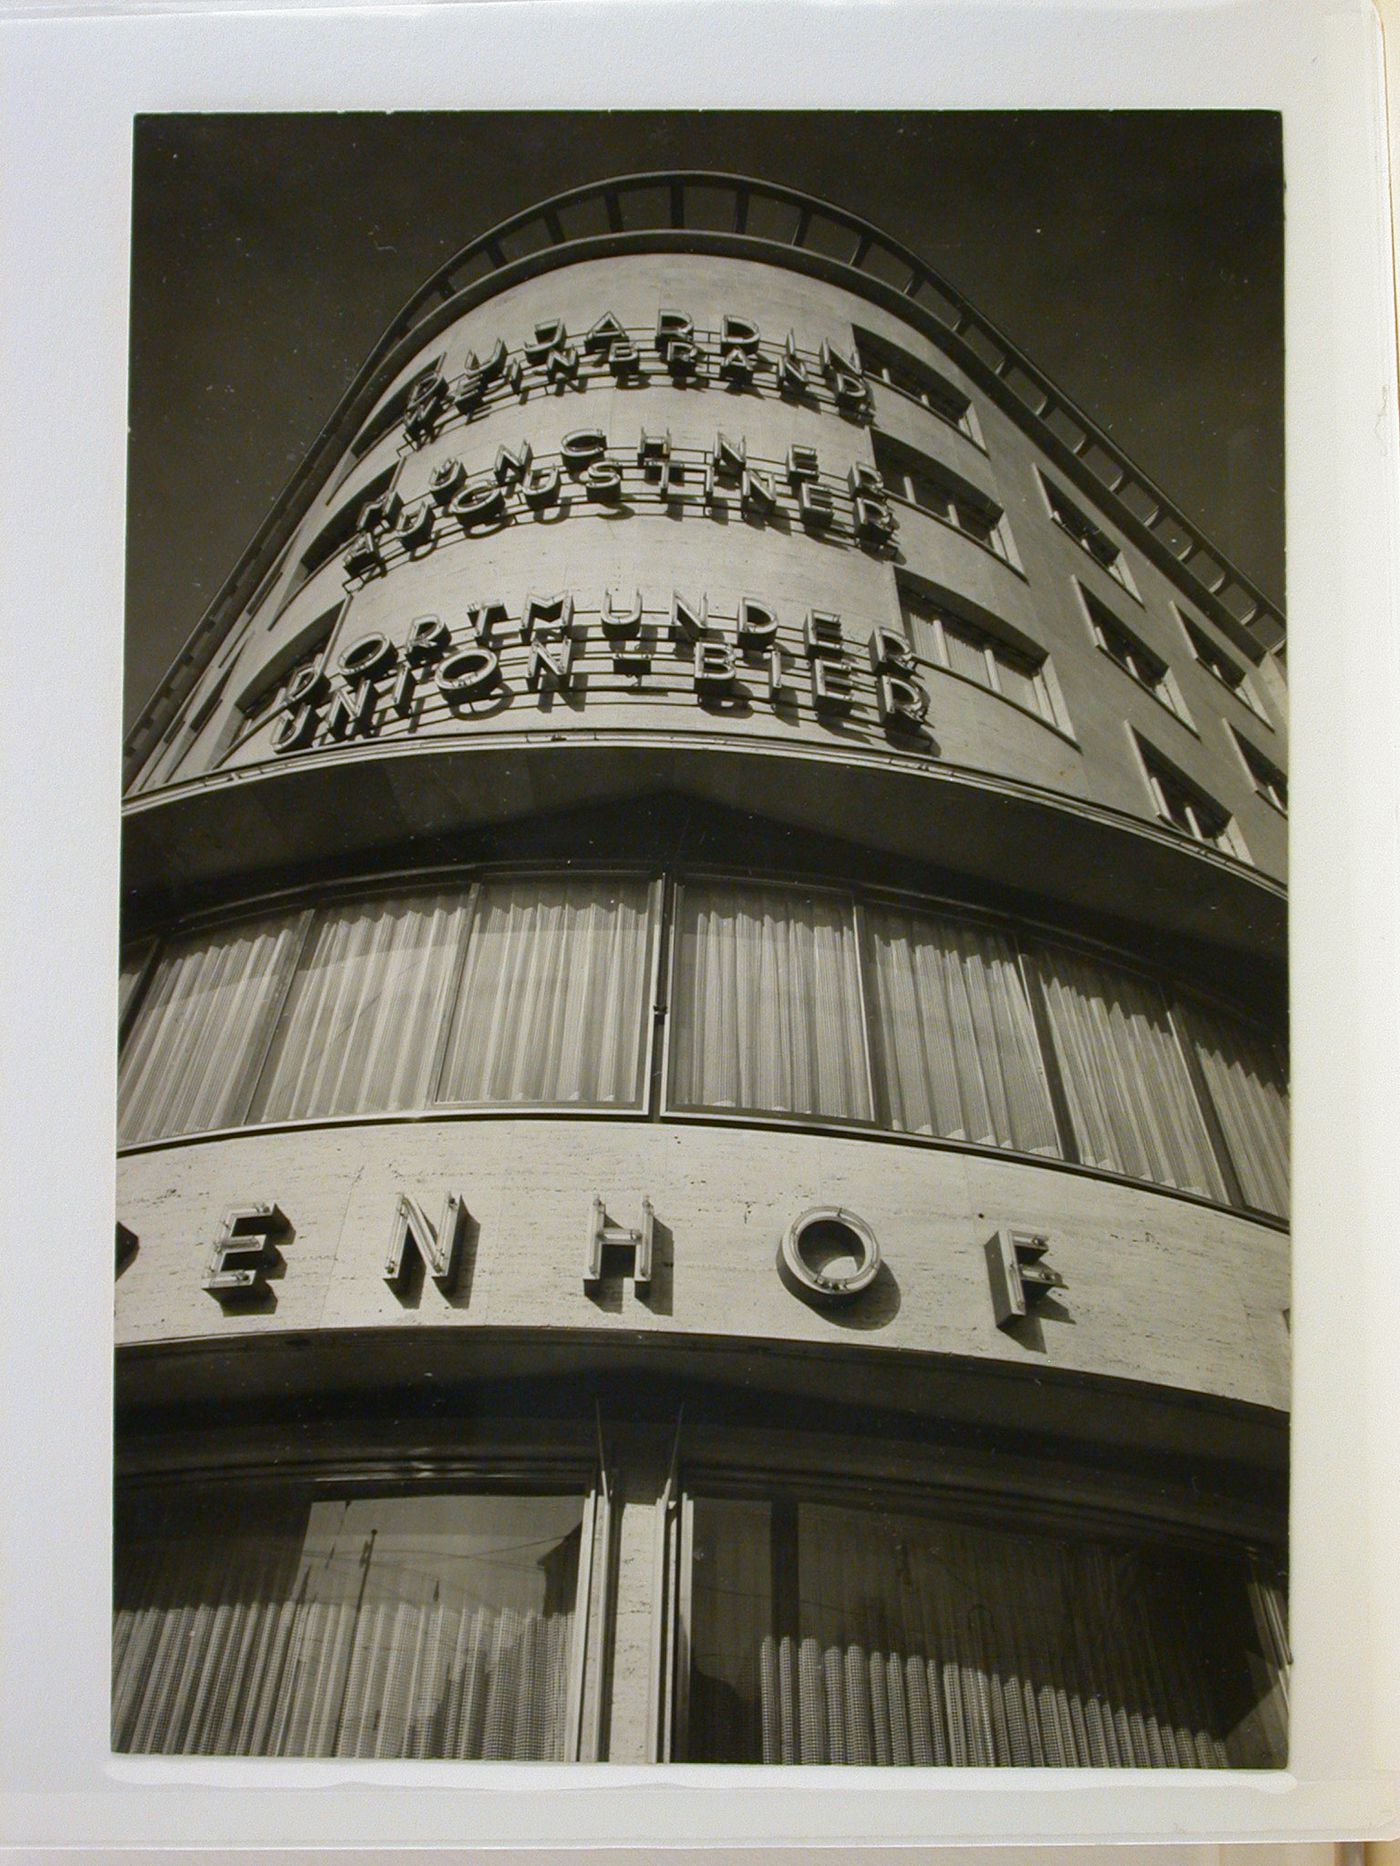 DUJARDIN
WEINBRAND
MÜNCHNER
AUGUSTINER
DORTMUNDER
UNION-BIER
ENHOF